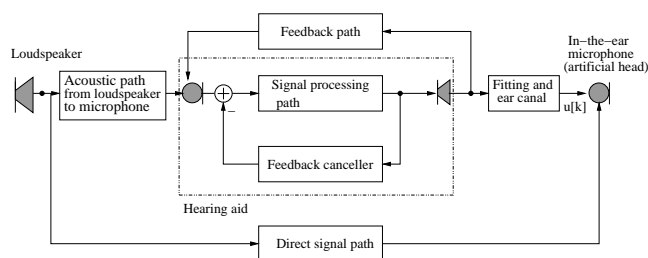 Loudspeaker
Acoustic path
from loudspeaker
to microphone
Feedback path
In−the−ear
microphone
(artificial head)
−
Signal processing
path
Fitting and
ear canal
u[k]
Feedback canceller
Hearing aid
Direct signal path